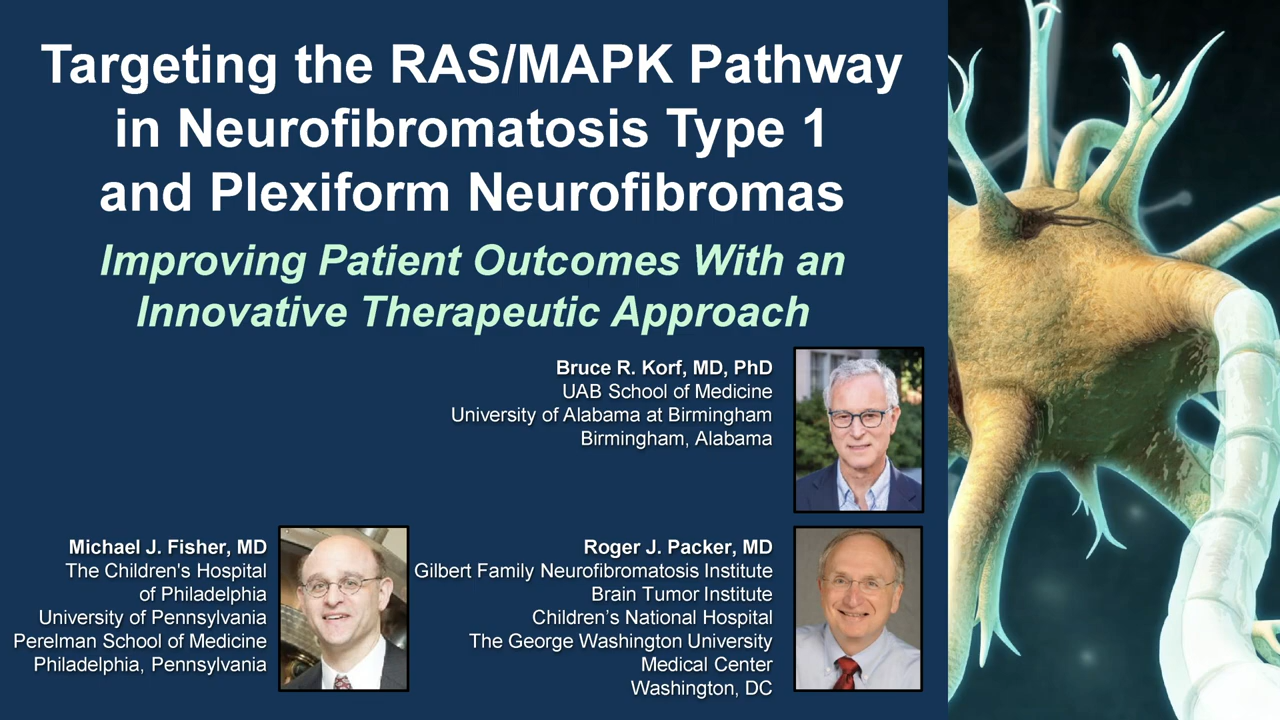 Targeting the RAS/MAPK Pathway
in Neurofibromatosis Type 1
and Plexiform Neurofibromas
Improving Patient Outcomes With an
Innovative Therapeutic Approach
Bruce R. Korf, MD, PhD
UAB School of Medicine
University of Alabama at Birmingham
Birmingham, Alabama
Michael J. Fisher, MD
The Children's Hospital
of Philadelphia
University of Pennsylvania
Perelman School of Medicine
Philadelphia, Pennsylvania
Roger J. Packer, MD
Gilbert Family Neurofibromatosis Institute
Brain Tumor Institute
Children’s National Hospital
The George Washington University
Medical Center
Washington, DC